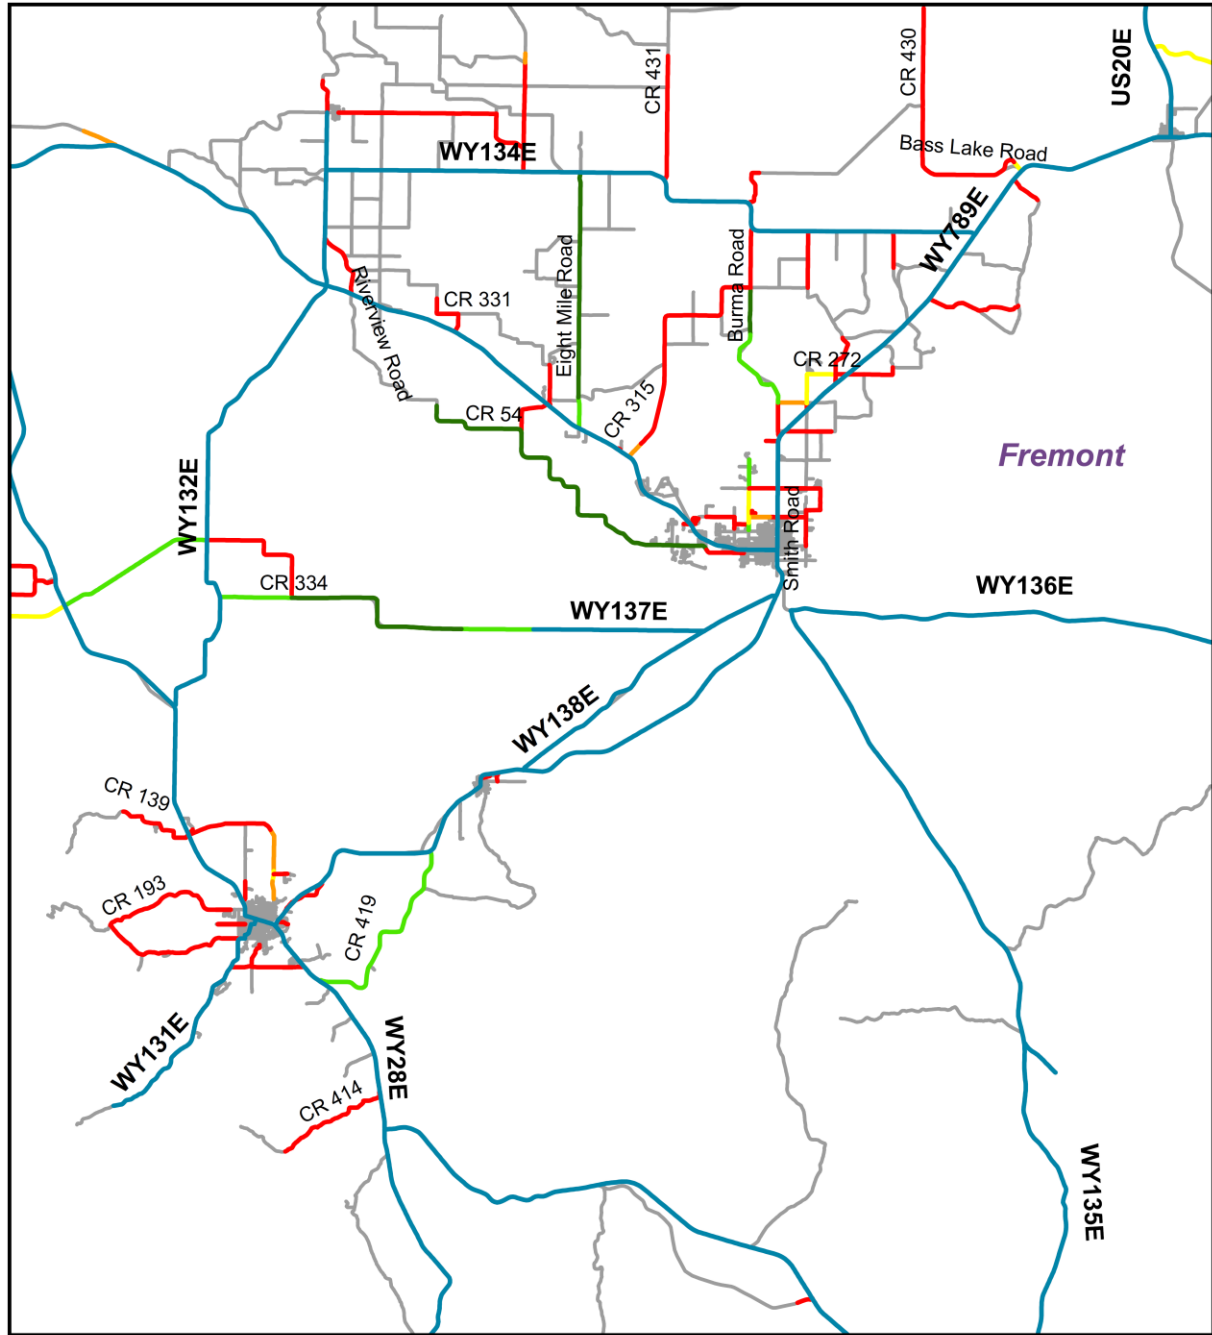 CR 430
US20E
CR 431
Bass Lake Road
WY134E
WY789E
Burma Road
Eight Mile Road
Riverview Road
CR 331
CR 272
CR 315
CR 54
Fremont
WY132E
Smith Road
CR 334
WY137E
WY136E
WY138E
CR 139
CR 193
CR 419
WY131E
WY28E
CR 414
WY135E